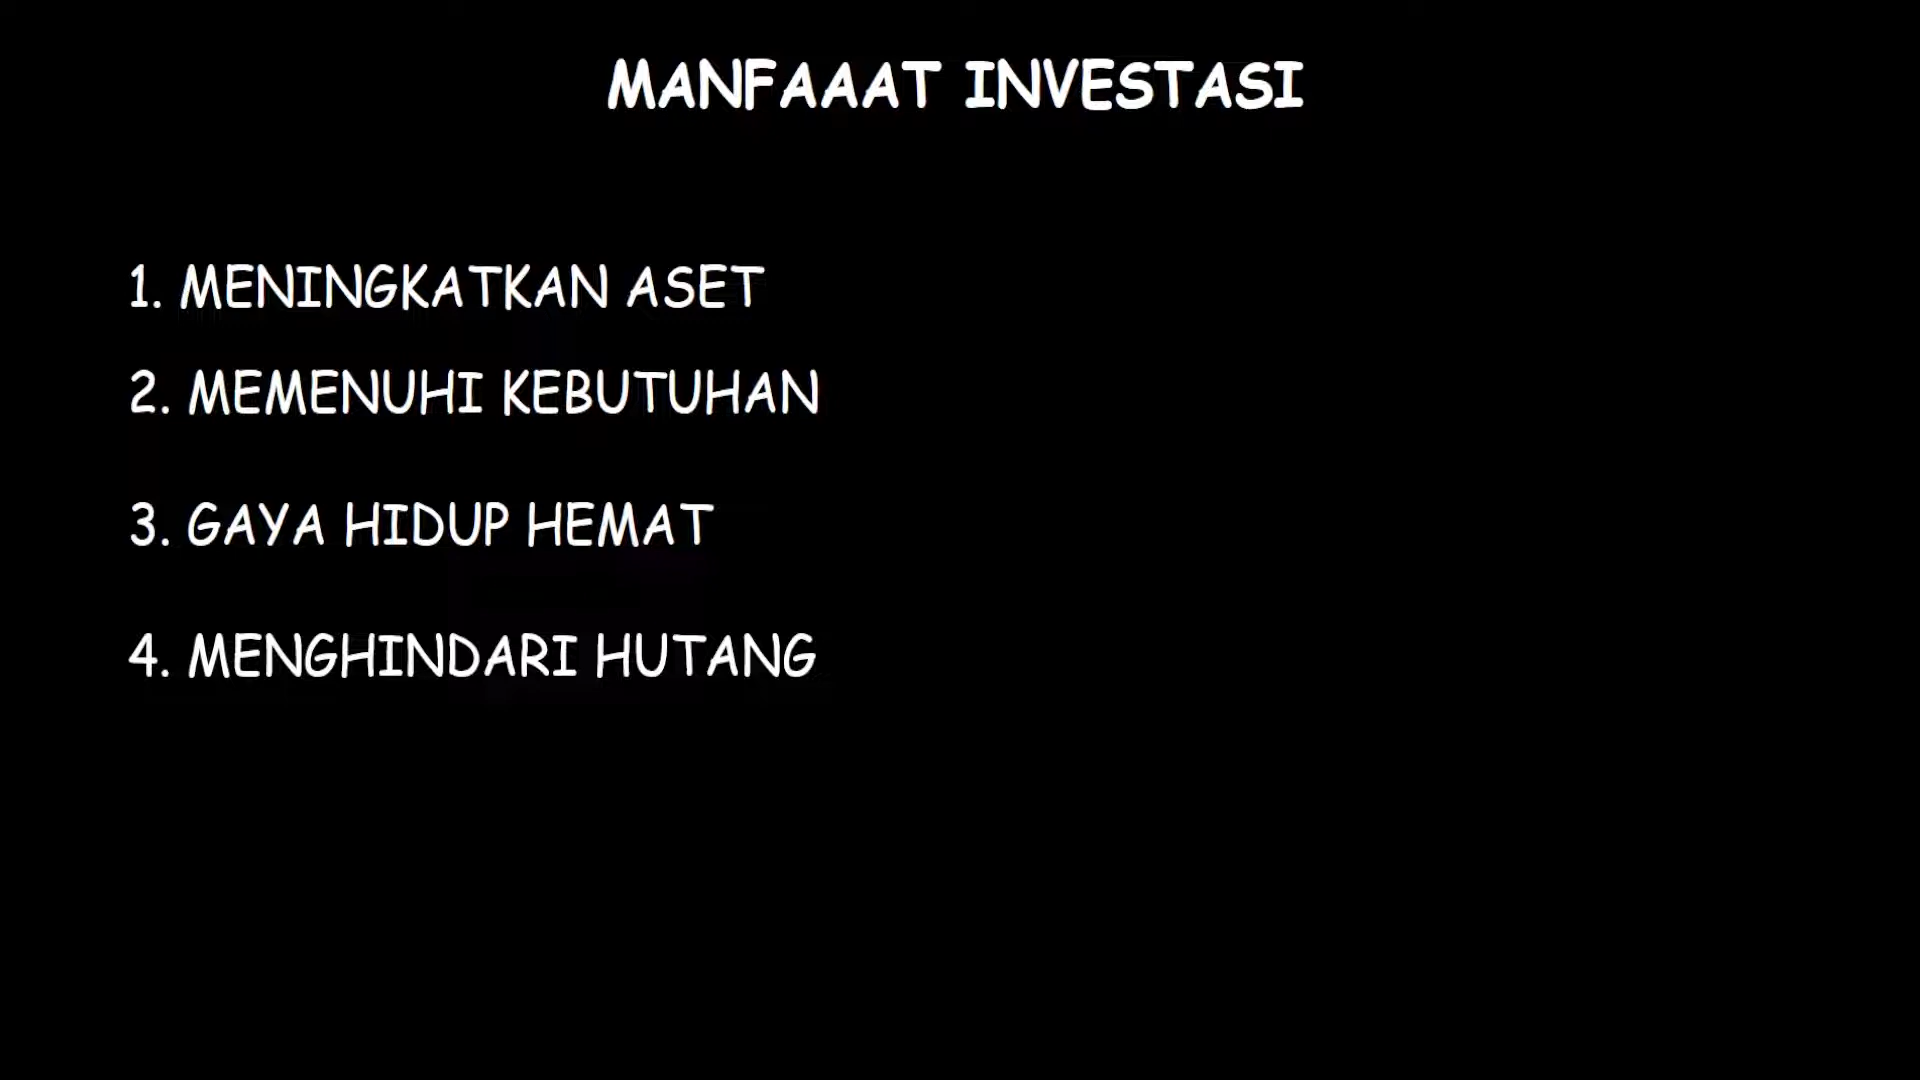 MANFAAAT INVESTASI
1. MENINGKATKAN ASET
2. MEMENUHI KEBUTUHAN
3. GAYA HIDUP HEMAT
4. MENGHINDARI HUTANG